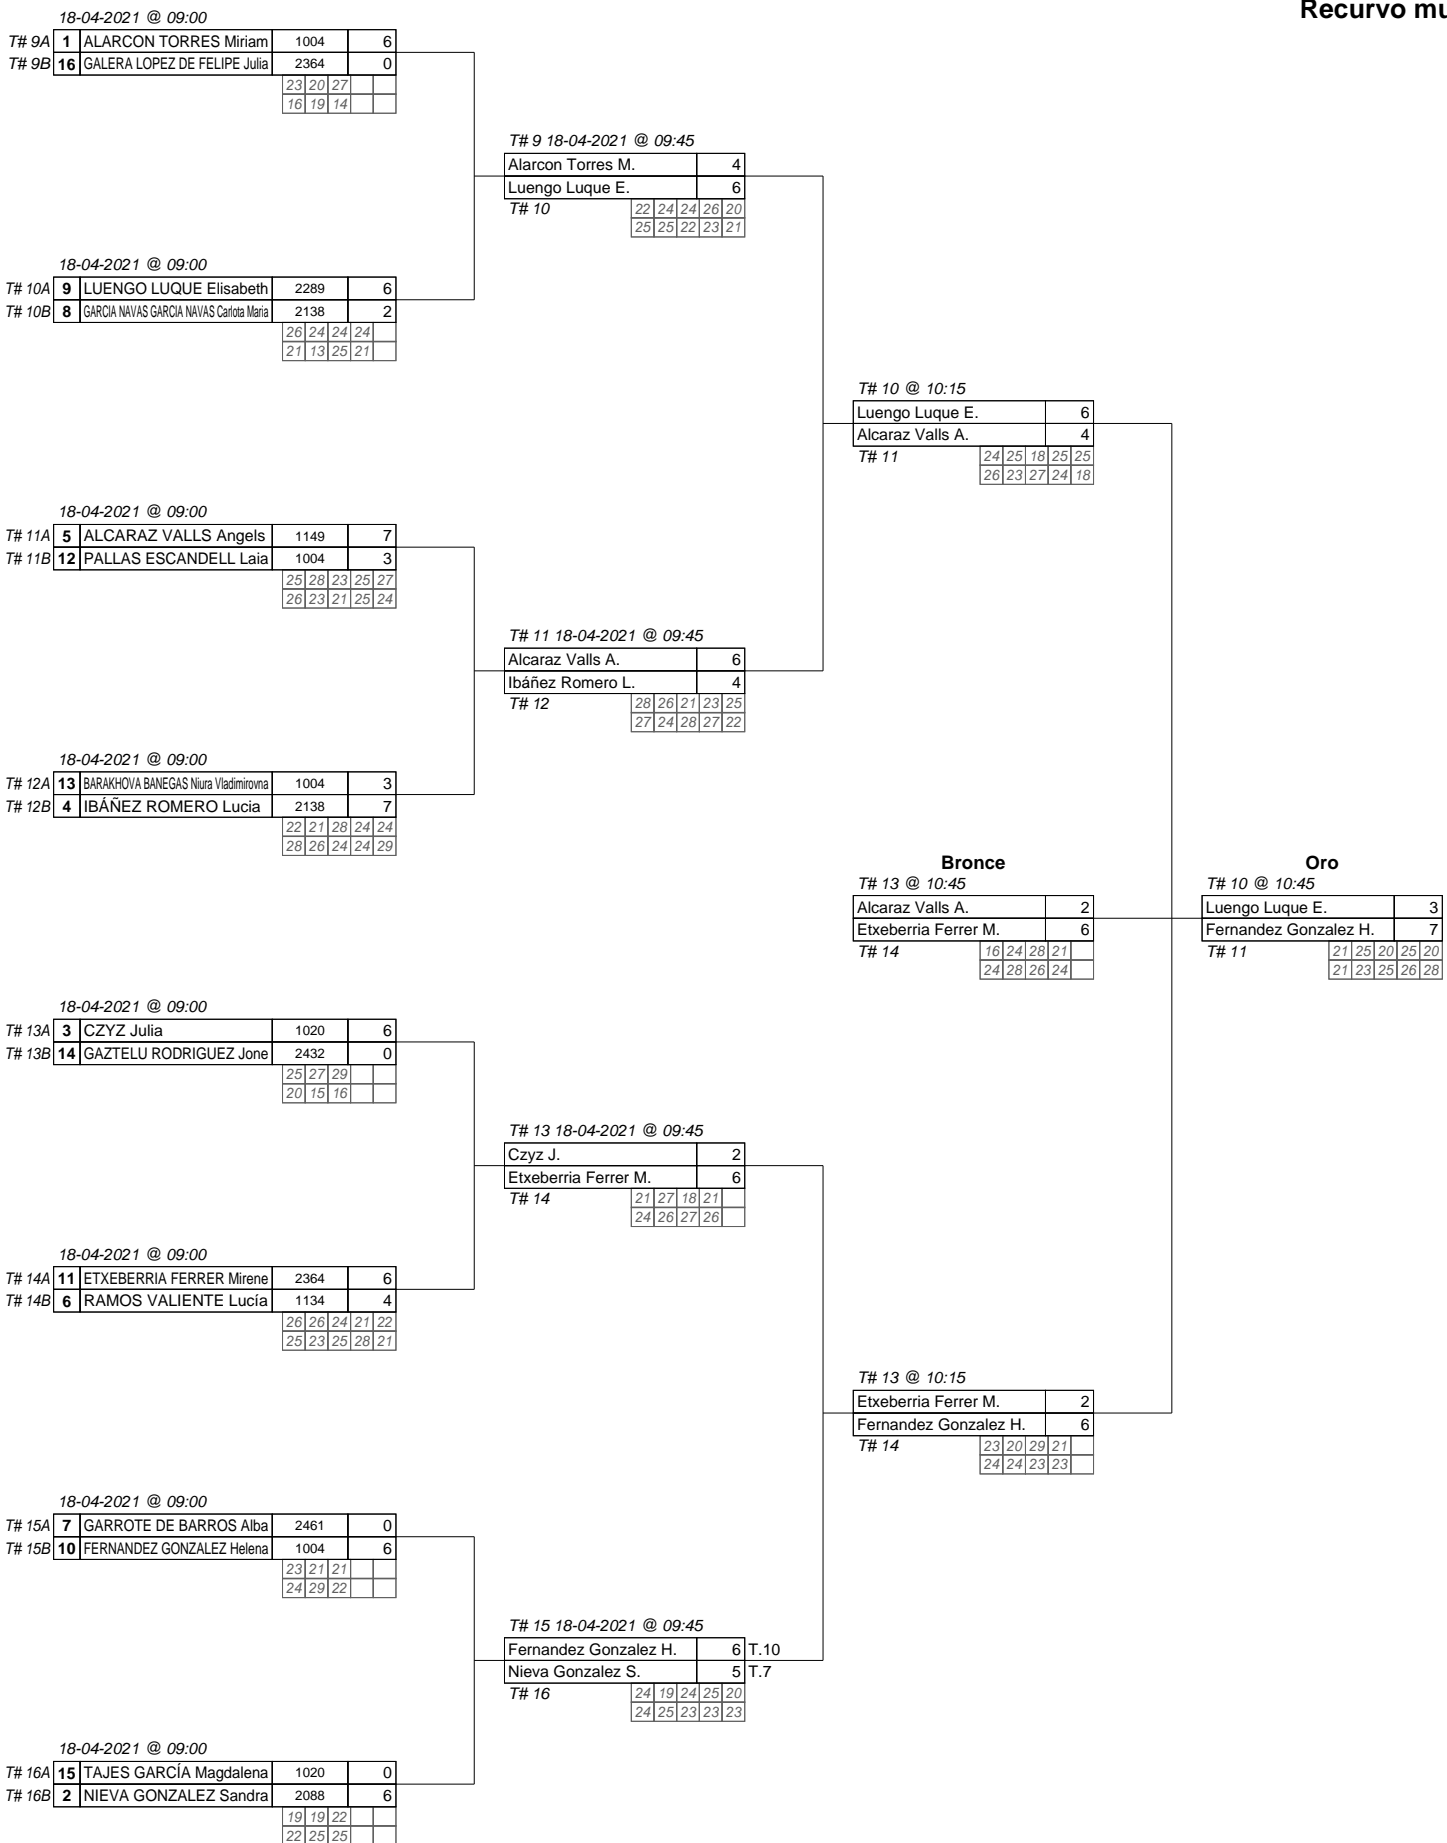 Recurvo mu
18-04-2021 @ 09:00
T# 9A 1 ALARCON TORRES Miriam 1004 6
T# 9B 16 GALERA LOPEZ DE FELIPE Julia 2364 0
23 20 27
16 19 14
T# 9 18-04-2021 @ 09:45
Alarcon Torres M. 4
Luengo Luque E. 6
T# 10 22 24 24 26 20
25 25 22 23 21
18-04-2021 @ 09:00
T# 10A 9 LUENGO LUQUE Elisabeth 2289 6
T# 10B 8 GARCIA NAVAS GARCIA NAVAS Carlota Maria 2138 2
26 24 24 24
21 13 25 21
T# 10 @ 10:15
Luengo Luque E. 6
Alcaraz Valls A. 4
T# 11 24 25 18 25 25
26 23 27 24 18
18-04-2021 @ 09:00
T# 11A 5 ALCARAZ VALLS Angels 1149 7
T# 11B 12 PALLAS ESCANDELL Laia 1004 3
25 28 23 25 27
26 23 21 25 24
T# 11 18-04-2021 @ 09:45
Alcaraz Valls A. 6
Ibáñez Romero L. 4
T# 12 28 26 21 23 25
27 24 28 27 22
18-04-2021 @ 09:00
T# 12A 13 BARAKHOVA BANEGAS Niura Vladimirovna 1004 3
T# 12B 4 IBÁÑEZ ROMERO Lucia 2138 7
22 21 28 24 24
28 26 24 24 29
Bronce
T# 13 @ 10:45
Alcaraz Valls A. 2
Etxeberria Ferrer M. 6
T# 14 16 24 28 21
24 28 26 24
Oro
T# 10 @ 10:45
Luengo Luque E. 3
Fernandez Gonzalez H. 7
T# 11 21 25 20 25 20
21 23 25 26 28
18-04-2021 @ 09:00
T# 13A 3 CZYZ Julia 1020 6
T# 13B 14 GAZTELU RODRIGUEZ Jone 2432 0
25 27 29
20 15 16
T# 13 18-04-2021 @ 09:45
Czyz J. 2
Etxeberria Ferrer M. 6
T# 14 21 27 18 21
24 26 27 26
18-04-2021 @ 09:00
T# 14A 11 ETXEBERRIA FERRER Mirene 2364 6
T# 14B 6 RAMOS VALIENTE Lucía 1134 4
26 26 24 21 22
25 23 25 28 21
T# 13 @ 10:15
Etxeberria Ferrer M. 2
Fernandez Gonzalez H. 6
T# 14 23 20 29 21
24 24 23 23
18-04-2021 @ 09:00
T# 15A 7 GARROTE DE BARROS Alba 2461 0
T# 15B 10 FERNANDEZ GONZALEZ Helena 1004 6
23 21 21
24 29 22
T# 15 18-04-2021 @ 09:45
Fernandez Gonzalez H. 6 T.10
Nieva Gonzalez S. 5 T.7
T# 16 24 19 24 25 20
24 25 23 23 23
18-04-2021 @ 09:00
T# 16A 15 TAJES GARCÍA Magdalena 1020 0
T# 16B 2 NIEVA GONZALEZ Sandra 2088 6
19 19 22
22 25 25